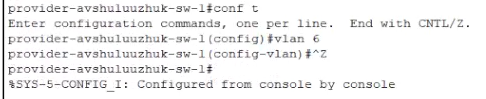 provider-avshuluuzhuk-sw-1#conf t
Enter configuration commands, one per line.  End with CNTL/Z.
provider-avshuluuzhuk-sw-1(config)#vlan 6
provider-avshuluuzhuk-sw-1(config-vlan)#^Z
provider-avshuluuzhuk-sw-1#
%SYS-5-CONFIG_I: Configured from console by console